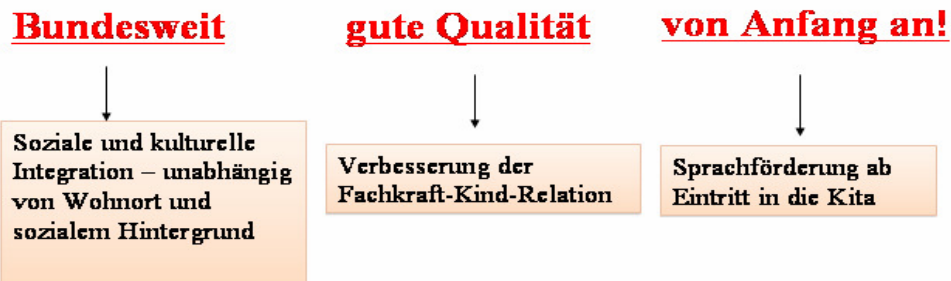 Bundesweit
gute Qualität
von Anfang an!
Soziale und kulturelle
Integration – unabhängig
von Wohnort und
sozialem Hintergrund
Verbesserung der
Fachkraft-Kind-Relation
Sprachförderung ab
Eintritt in die Kita